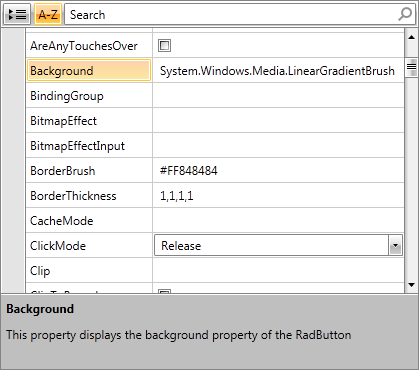 A-Z Search
AreAnyTouchesOver
Background System.Windows.Media.LinearGradientBrush
BindingGroup
BitmapEffect
BitmapEffectInput
BorderBrush #FF848484
BorderThickness 1,1,1,1
CacheMode
ClickMode Release
Clip
Background
This property displays the background property of the RadButton